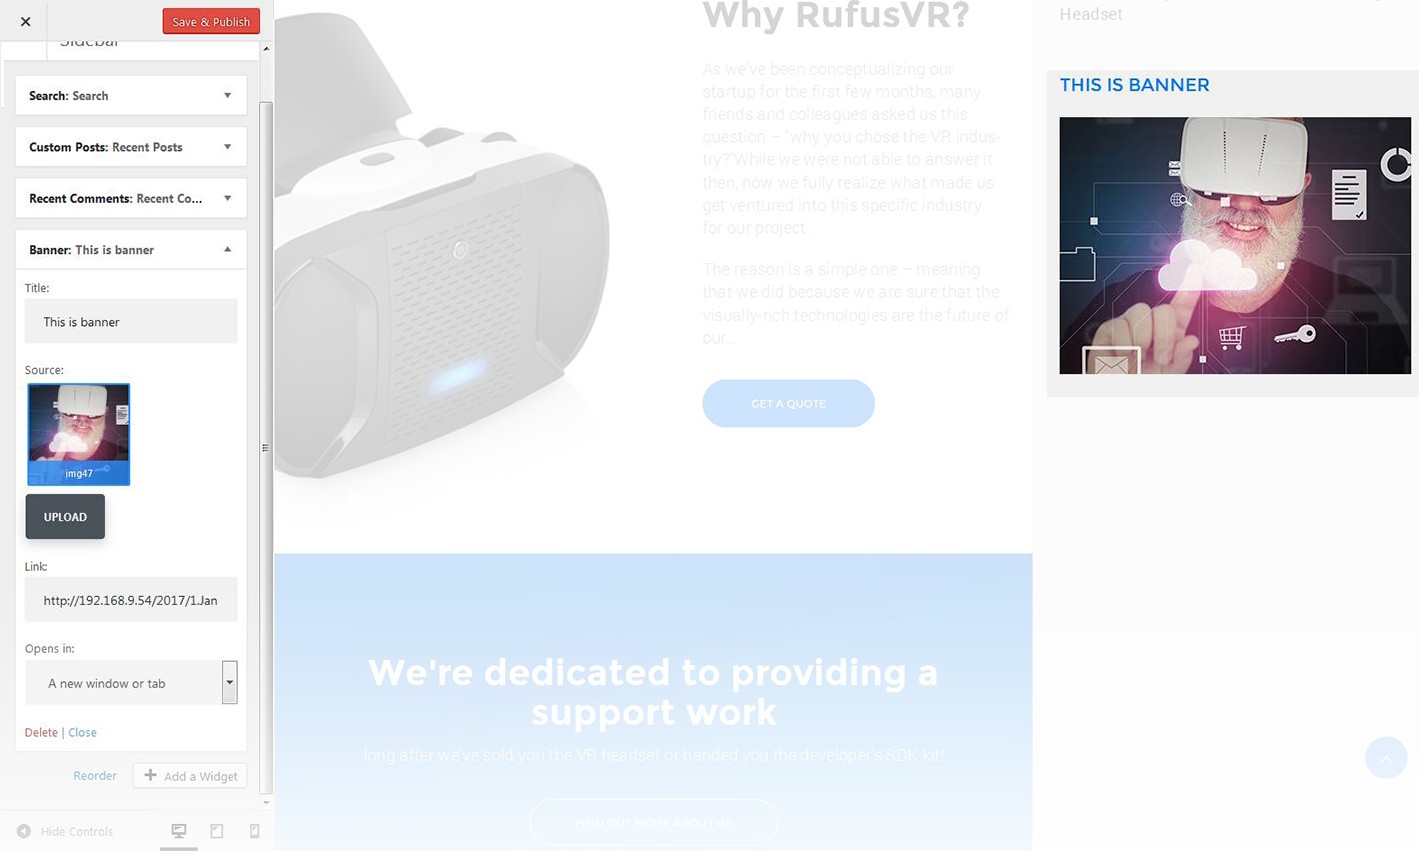 Save & Publish
Sidebar
Search: Search
Custom Posts: Recent Posts
Recent Comments: Recent Co...
Banner: This is banner
Title:
This is banner
Source:
img47
UPLOAD
Link:
http://192.168.9.54/2017/1.Jan
Opens in:
A new window or tab
Delete | Close
Reorder
Add a Widget
Hide Controls
Why RufusVR?
As we've been conceptualizing our
startup for the first few months, many
friends and colleagues asked us this
question – "why you chose the VR indus-
try?"While we were not able to answer it
then, now we fully realize what made us
get ventured into this specific industry
for our project.
The reason is a simple one – meaning
that we did because we are sure that the
visually-rich technologies are the future of
our...
GET A QUOTE
We're dedicated to providing a
support work
long after we've sold you the VR headset or handed you the developer's SDK kit!
FIND OUT MORE ABOUT US
Headset
THIS IS BANNER